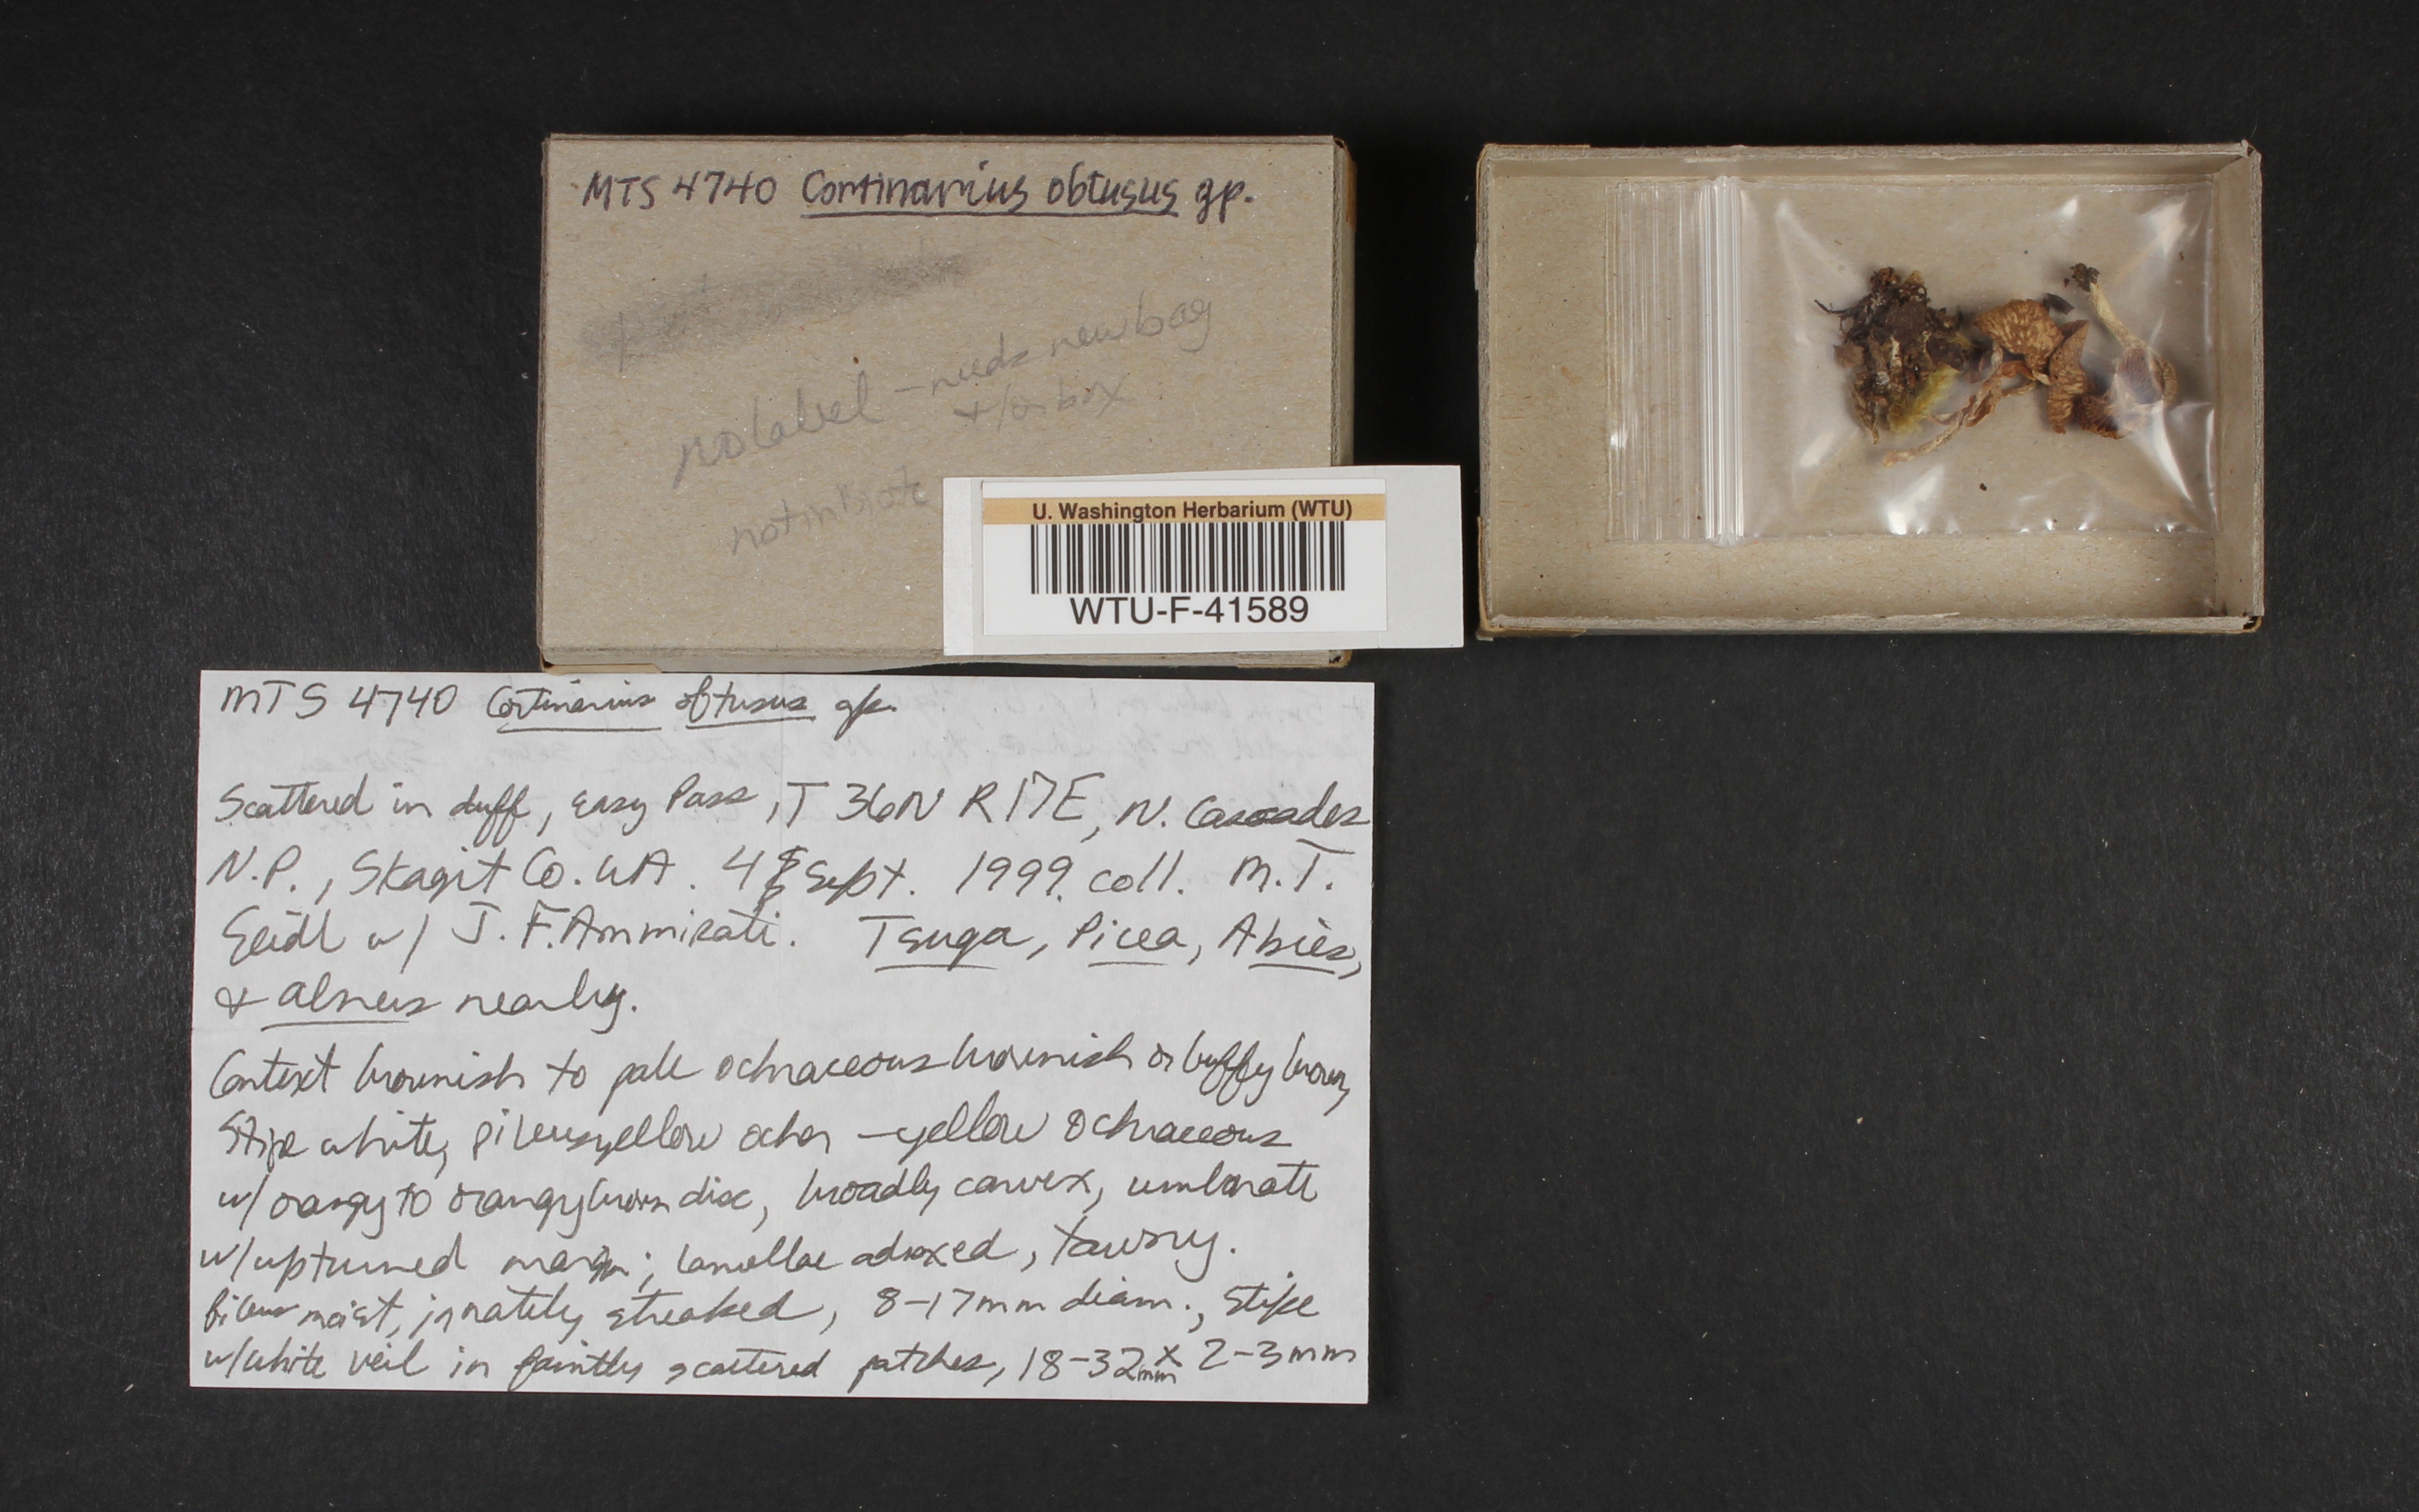 MTS 4740 Cortinarius obtusus gp.
no label - needs new bag
+/or box
not in Biota
U. Washington Herbarium (WTU)
WTU-F-41589
MTS 4740 Cortinarius obtusus gp.
Scattered in duff, Easy Pass, T 36N R 17E, N. Cascades
N.P., Skagit Co. WA. 4 Sept. 1999. coll. M.T.
Seidl w/ J. F. Ammirati. Tsuga, Picea, Abies,
+ Alnus nearby.
Context brownish to pale ochraceous brownish or buffy brown,
Stipe white, pileus yellow ocher - yellow ochraceous
w/ orangy to orangy brown disc, broadly convex, umbonate
w/ upturned margin; lamellae adnexed, tawny.
Pileus moist, innately streaked, 8-17mm diam., Stipe
w/ white veil in faintly scattered patches, 18-32mm x 2-3mm